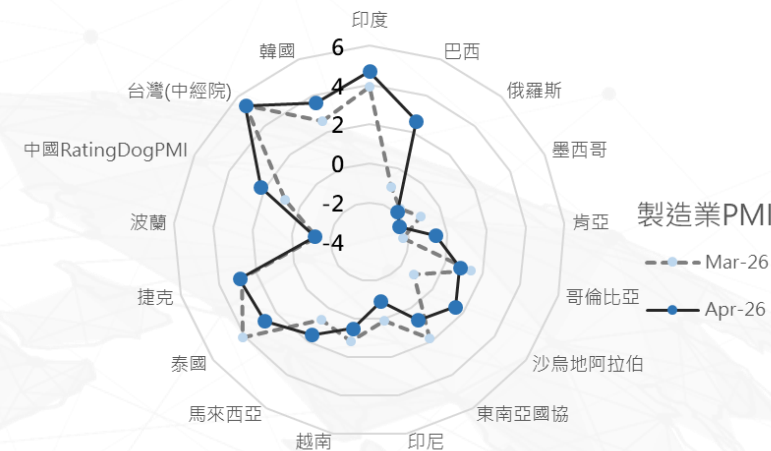 印度
巴西
俄羅斯
墨西哥
肯亞
哥倫比亞
沙烏地阿拉伯
東南亞國協
印尼
越南
馬來西亞
泰國
捷克
波蘭
中國RatingDogPMI
台灣(中經院)
韓國
6
4
2
0
-2
-4
製造業PMI
Mar-26
Apr-26